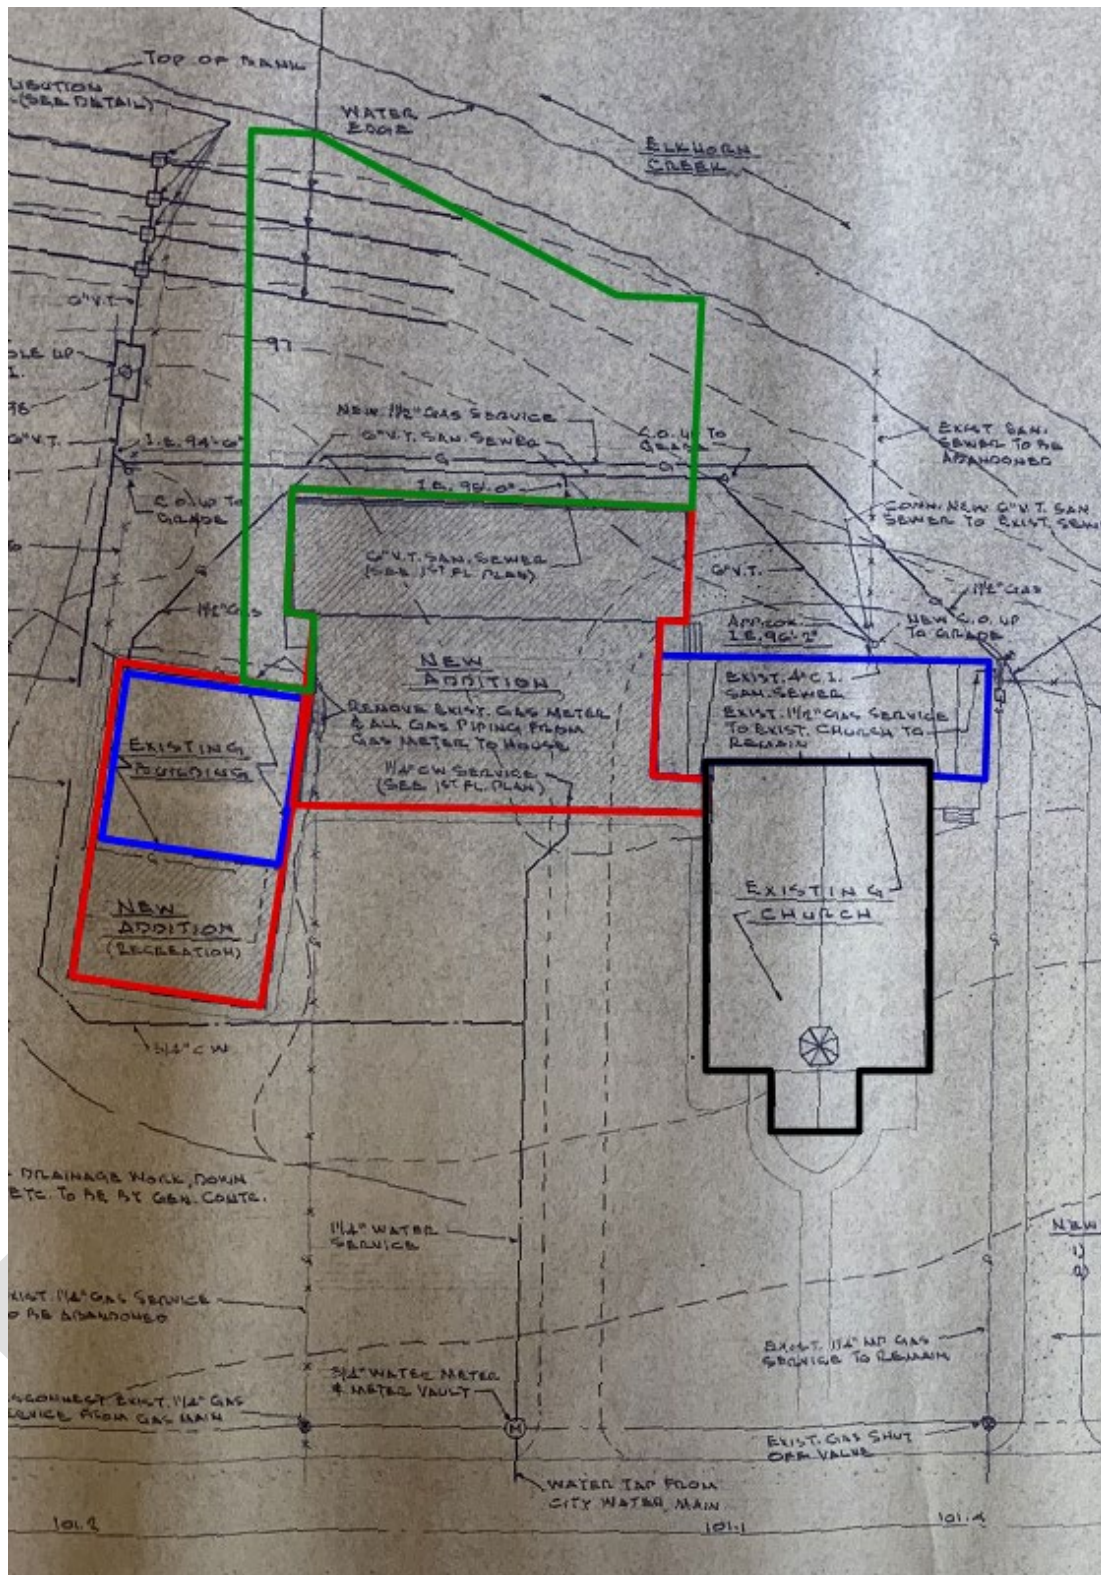 TOP OF BANK
(SEE DETAIL)
WATER
EDGE
ELKHORN
CREEK
6"V.T.
97
NEW 1½" GAS SERVICE
6"V.T. SAN. SEWER
C.O. UP TO
GRADE
EXIST. SAN.
SEWER TO BE
ABANDONED
6"V.T.
I.E. 94'-6"
I.E. 95'-0"
C.O. UP TO
GRADE
CONN. NEW 6"V.T. SAN.
SEWER TO EXIST. SEW
6"V.T. SAN. SEWER
(SEE 1ST FL. PLAN)
6"V.T.
1½" GAS
1½" GAS
APPROX.
I.E. 96'-2"
NEW C.O. UP
TO GRADE
NEW
ADDITION
EXIST. 4" C.I.
SAN. SEWER
EXIST. 1½" GAS SERVICE
TO EXIST. CHURCH TO
REMAIN
REMOVE EXIST. GAS METER
& ALL GAS PIPING FROM
GAS METER TO HOUSE
EXISTING
BUILDING
1¼" CW SERVICE
(SEE 1ST FL. PLAN)
EXISTING
CHURCH
NEW
ADDITION
(RECREATION)
3/4" CW
DRAINAGE WORK, DOWN
ETC. TO BE BY GEN. CONTR.
1¼" WATER
SERVICE
NEW
EXIST. 1¼" GAS SERVICE
TO BE ABANDONED
EXIST. 1¼" MP GAS
SERVICE TO REMAIN
3/4" WATER METER
& METER VAULT
DISCONNECT EXIST. 1¼" GAS
SERVICE FROM GAS MAIN
M
EXIST. GAS SHUT
OFF VALVE
WATER TAP FROM
CITY WATER MAIN
101.1